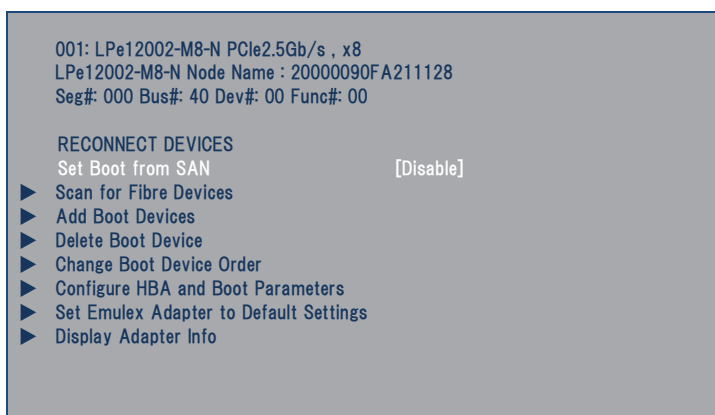 001: LPe12002-M8-N PCIe2.5Gb/s , x8
LPe12002-M8-N Node Name : 20000090FA211128
Seg#: 000 Bus#: 40 Dev#: 00 Func#: 00
RECONNECT DEVICES
Set Boot from SAN [Disable]
Scan for Fibre Devices
Add Boot Devices
Delete Boot Device
Change Boot Device Order
Configure HBA and Boot Parameters
Set Emulex Adapter to Default Settings
Display Adapter Info